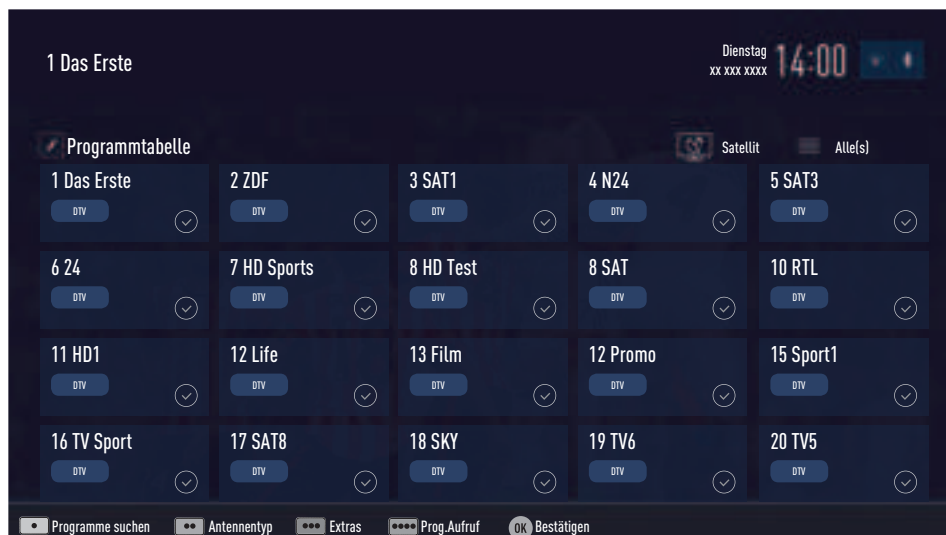 1 Das Erste
Dienstag
xx xxx xxxx
14:00
Programmtabelle
Satellit
Alle(s)
1 Das Erste
2 ZDF
3 SAT1
4 N24
5 SAT3
DTV
DTV
DTV
DTV
DTV
6 24
7 HD Sports
8 HD Test
8 SAT
10 RTL
DTV
DTV
DTV
DTV
DTV
11 HD1
12 Life
13 Film
12 Promo
15 Sport1
DTV
DTV
DTV
DTV
DTV
16 TV Sport
17 SAT8
18 SKY
19 TV6
20 TV5
DTV
DTV
DTV
DTV
DTV
Programme suchen
Antennentyp
Extras
Prog.Aufruf
OK Bestätigen